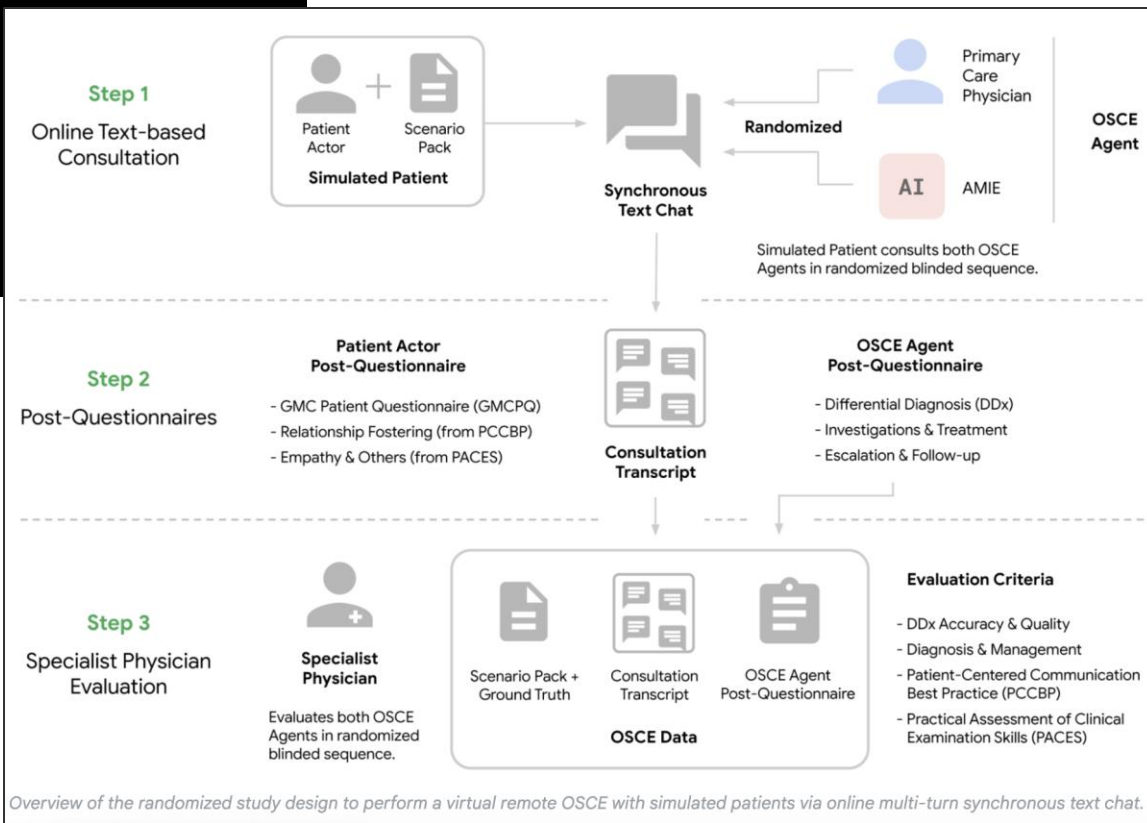 Step 1
Online Text-based
Consultation
Patient
Actor
Scenario
Pack
Simulated Patient
Synchronous
Text Chat
Randomized
Primary
Care
Physician
AI
AMIE
OSCE
Agent
Simulated Patient consults both OSCE
Agents in randomized blinded sequence.
Step 2
Post-Questionnaires
Patient Actor
Post-Questionnaire
- GMC Patient Questionnaire (GMCPQ)
- Relationship Fostering (from PCCBP)
- Empathy & Others (from PACES)
Consultation
Transcript
OSCE Agent
Post-Questionnaire
- Differential Diagnosis (DDx)
- Investigations & Treatment
- Escalation & Follow-up
Step 3
Specialist Physician
Evaluation
Specialist
Physician
Evaluates both OSCE
Agents in randomized
blinded sequence.
Scenario Pack +
Ground Truth
Consultation
Transcript
OSCE Agent
Post-Questionnaire
OSCE Data
Evaluation Criteria
- DDx Accuracy & Quality
- Diagnosis & Management
- Patient-Centered Communication
Best Practice (PCCBP)
- Practical Assessment of Clinical
Examination Skills (PACES)
Overview of the randomized study design to perform a virtual remote OSCE with simulated patients via online multi-turn synchronous text chat.